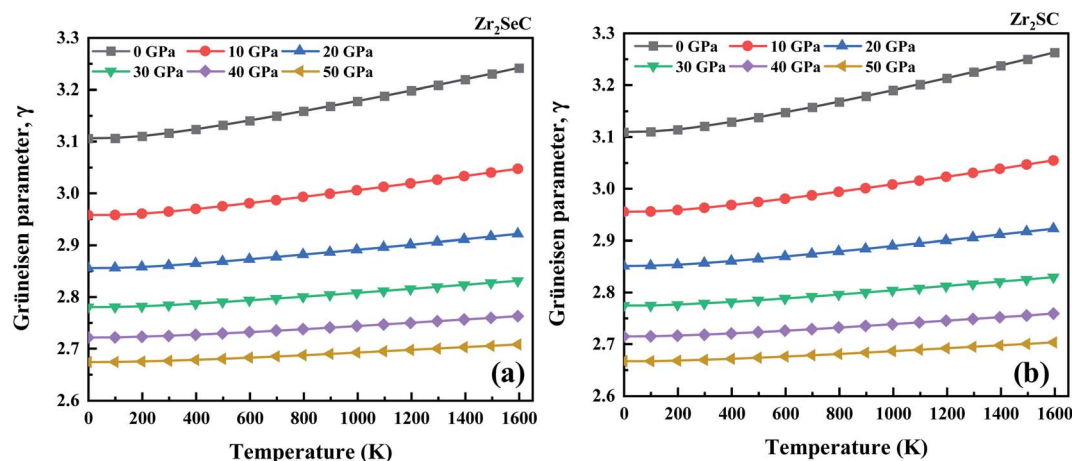 Zr₂SeC
0 GPa 10 GPa 20 GPa
30 GPa 40 GPa 50 GPa
3.3
3.2
3.1
3.0
2.9
2.8
2.7
2.6
Grüneisen parameter, γ
0 200 400 600 800 1000 1200 1400 1600
Temperature (K)
(a)
Zr₂SC
0 GPa 10 GPa 20 GPa
30 GPa 40 GPa 50 GPa
3.3
3.2
3.1
3.0
2.9
2.8
2.7
2.6
Grüneisen parameter, γ
0 200 400 600 800 1000 1200 1400 1600
Temperature (K)
(b)